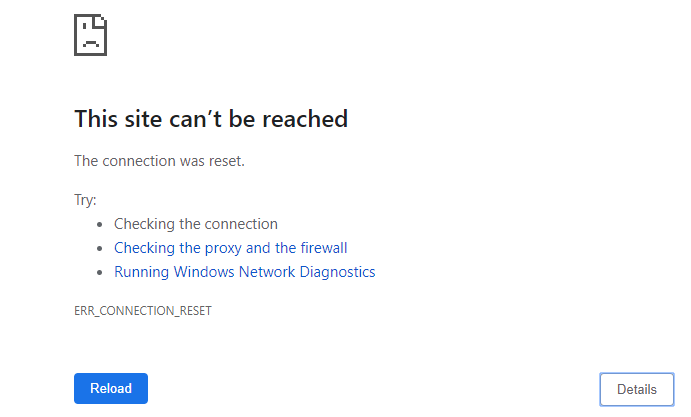 This site can’t be reached
The connection was reset.
Try:
Checking the connection
Checking the proxy and the firewall
Running Windows Network Diagnostics
ERR_CONNECTION_RESET
Reload
Details